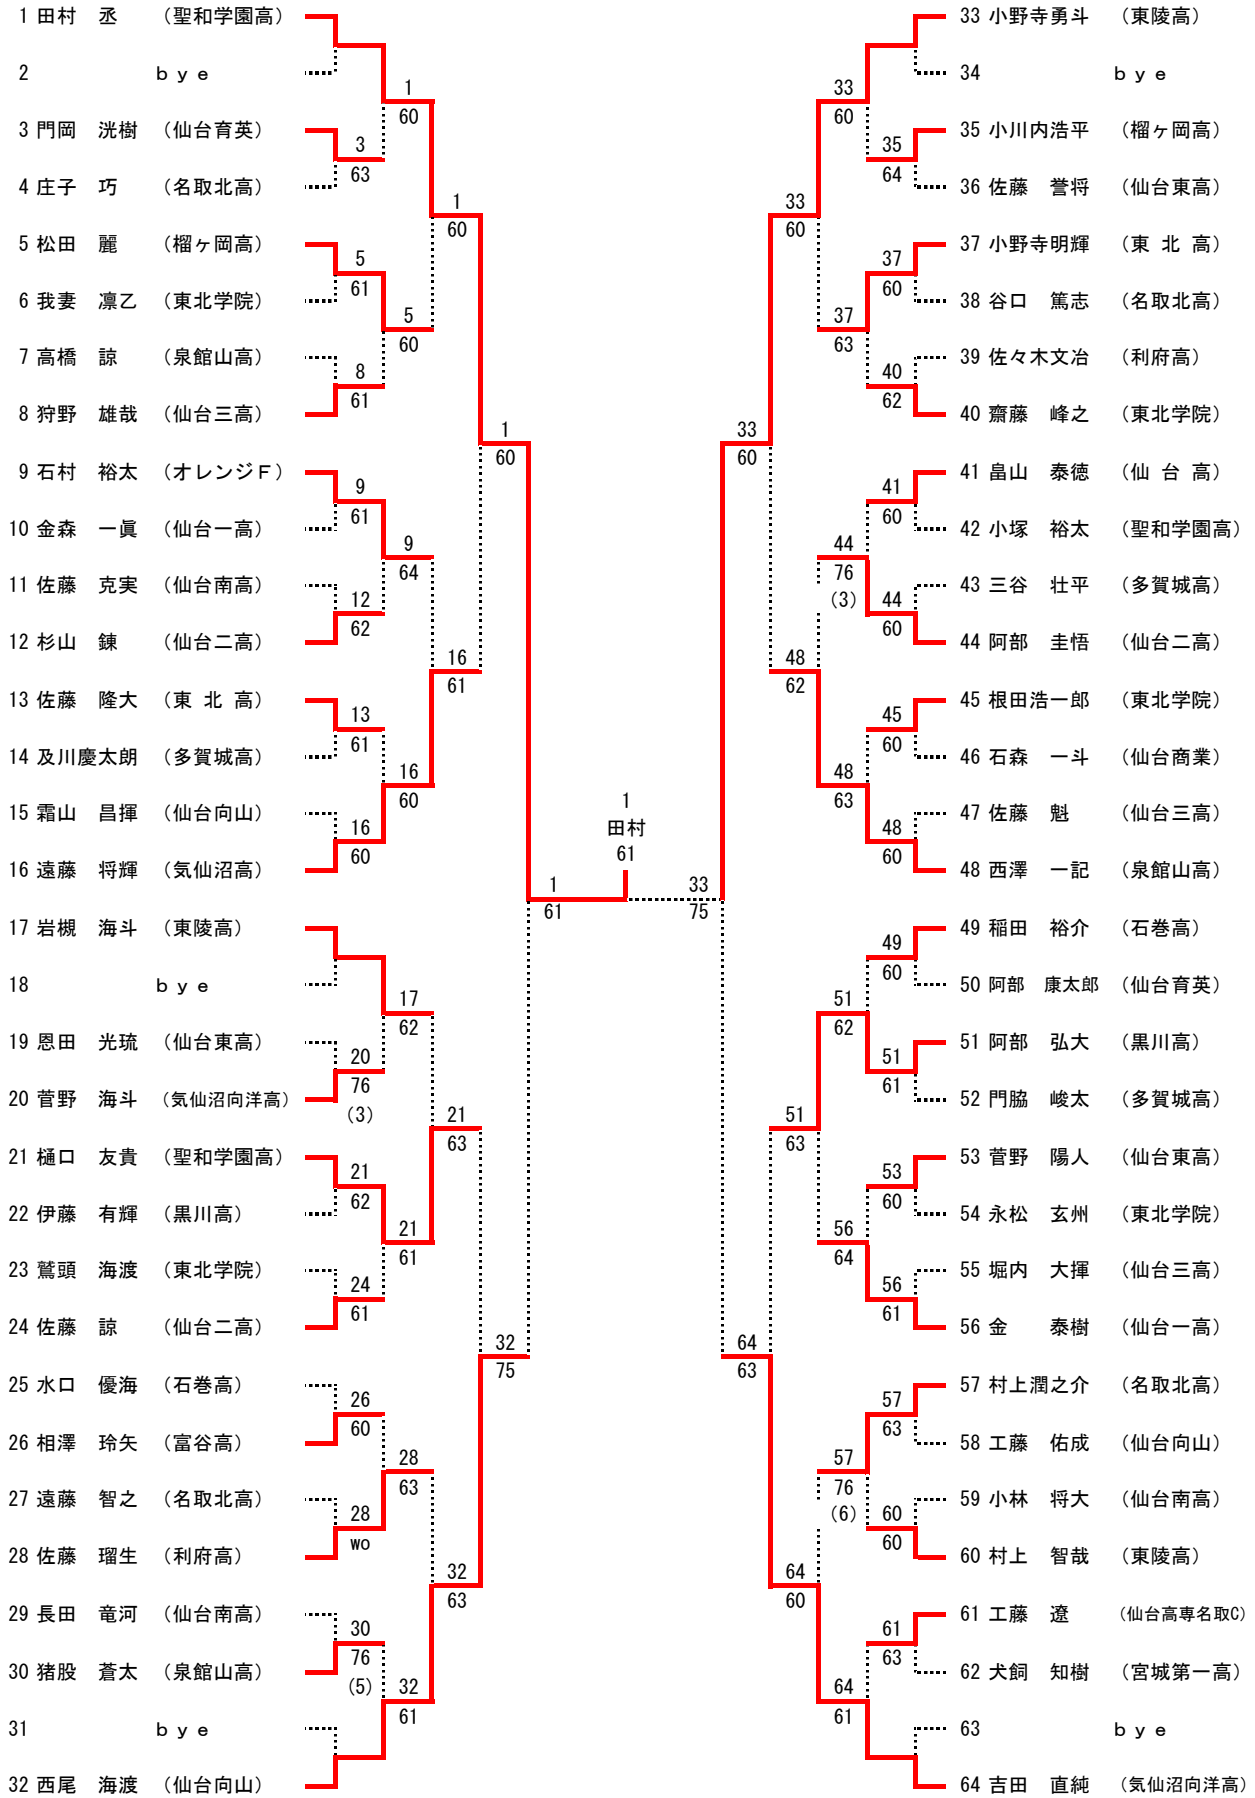 1 田村　丞　（聖和学園高）
2 ｂｙｅ
3 門岡　洸樹　（仙台育英）
4 庄子　巧　（名取北高）
5 松田　麗　（榴ヶ岡高）
6 我妻　凛乙　（東北学院）
7 高橋　諒　（泉館山高）
8 狩野　雄哉　（仙台三高）
9 石村　裕太　（オレンジＦ）
10 金森　一眞　（仙台一高）
11 佐藤　克実　（仙台南高）
12 杉山　錬　（仙台二高）
13 佐藤　隆大　（東 北 高）
14 及川慶太朗　（多賀城高）
15 霜山　昌揮　（仙台向山）
16 遠藤　将輝　（気仙沼高）
17 岩槻　海斗　（東陵高）
18 ｂｙｅ
19 恩田　光琉　（仙台東高）
20 菅野　海斗　（気仙沼向洋高）
21 樋口　友貴　（聖和学園高）
22 伊藤　有輝　（黒川高）
23 鷲頭　海渡　（東北学院）
24 佐藤　諒　（仙台二高）
25 水口　優海　（石巻高）
26 相澤　玲矢　（富谷高）
27 遠藤　智之　（名取北高）
28 佐藤　瑠生　（利府高）
29 長田　竜河　（仙台南高）
30 猪股　蒼太　（泉館山高）
31 ｂｙｅ
32 西尾　海渡　（仙台向山）
3
63
5
61
8
61
9
61
12
62
13
61
16
60
20
76
(3)
21
62
24
61
26
60
28
wo
30
76
(5)
1
60
5
60
9
64
16
60
17
62
21
61
28
63
32
61
1
60
16
61
21
63
32
63
1
60
32
75
1
61
1
田村
61
33
75
33
60
64
63
33
60
48
62
51
63
64
60
33
60
37
63
44
76
(3)
48
63
51
62
56
64
57
76
(6)
64
61
35
64
37
60
40
62
41
60
44
60
45
60
48
60
49
60
51
61
53
60
56
61
57
63
60
60
61
63
33 小野寺勇斗　（東陵高）
34 ｂｙｅ
35 小川内浩平　（榴ヶ岡高）
36 佐藤　誉将　（仙台東高）
37 小野寺明輝　（東 北 高）
38 谷口　篤志　（名取北高）
39 佐々木文冶　（利府高）
40 齋藤　峰之　（東北学院）
41 畠山　泰徳　（仙 台 高）
42 小塚　裕太　（聖和学園高）
43 三谷　壮平　（多賀城高）
44 阿部　圭悟　（仙台二高）
45 根田浩一郎　（東北学院）
46 石森　一斗　（仙台商業）
47 佐藤　魁　（仙台三高）
48 西澤　一記　（泉館山高）
49 稲田　裕介　（石巻高）
50 阿部　康太郎　（仙台育英）
51 阿部　弘大　（黒川高）
52 門脇　峻太　（多賀城高）
53 菅野　陽人　（仙台東高）
54 永松　玄州　（東北学院）
55 堀内　大揮　（仙台三高）
56 金　泰樹　（仙台一高）
57 村上潤之介　（名取北高）
58 工藤　佑成　（仙台向山）
59 小林　将大　（仙台南高）
60 村上　智哉　（東陵高）
61 工藤　遼　（仙台高専名取C）
62 犬飼　知樹　（宮城第一高）
63 ｂｙｅ
64 吉田　直純　（気仙沼向洋高）